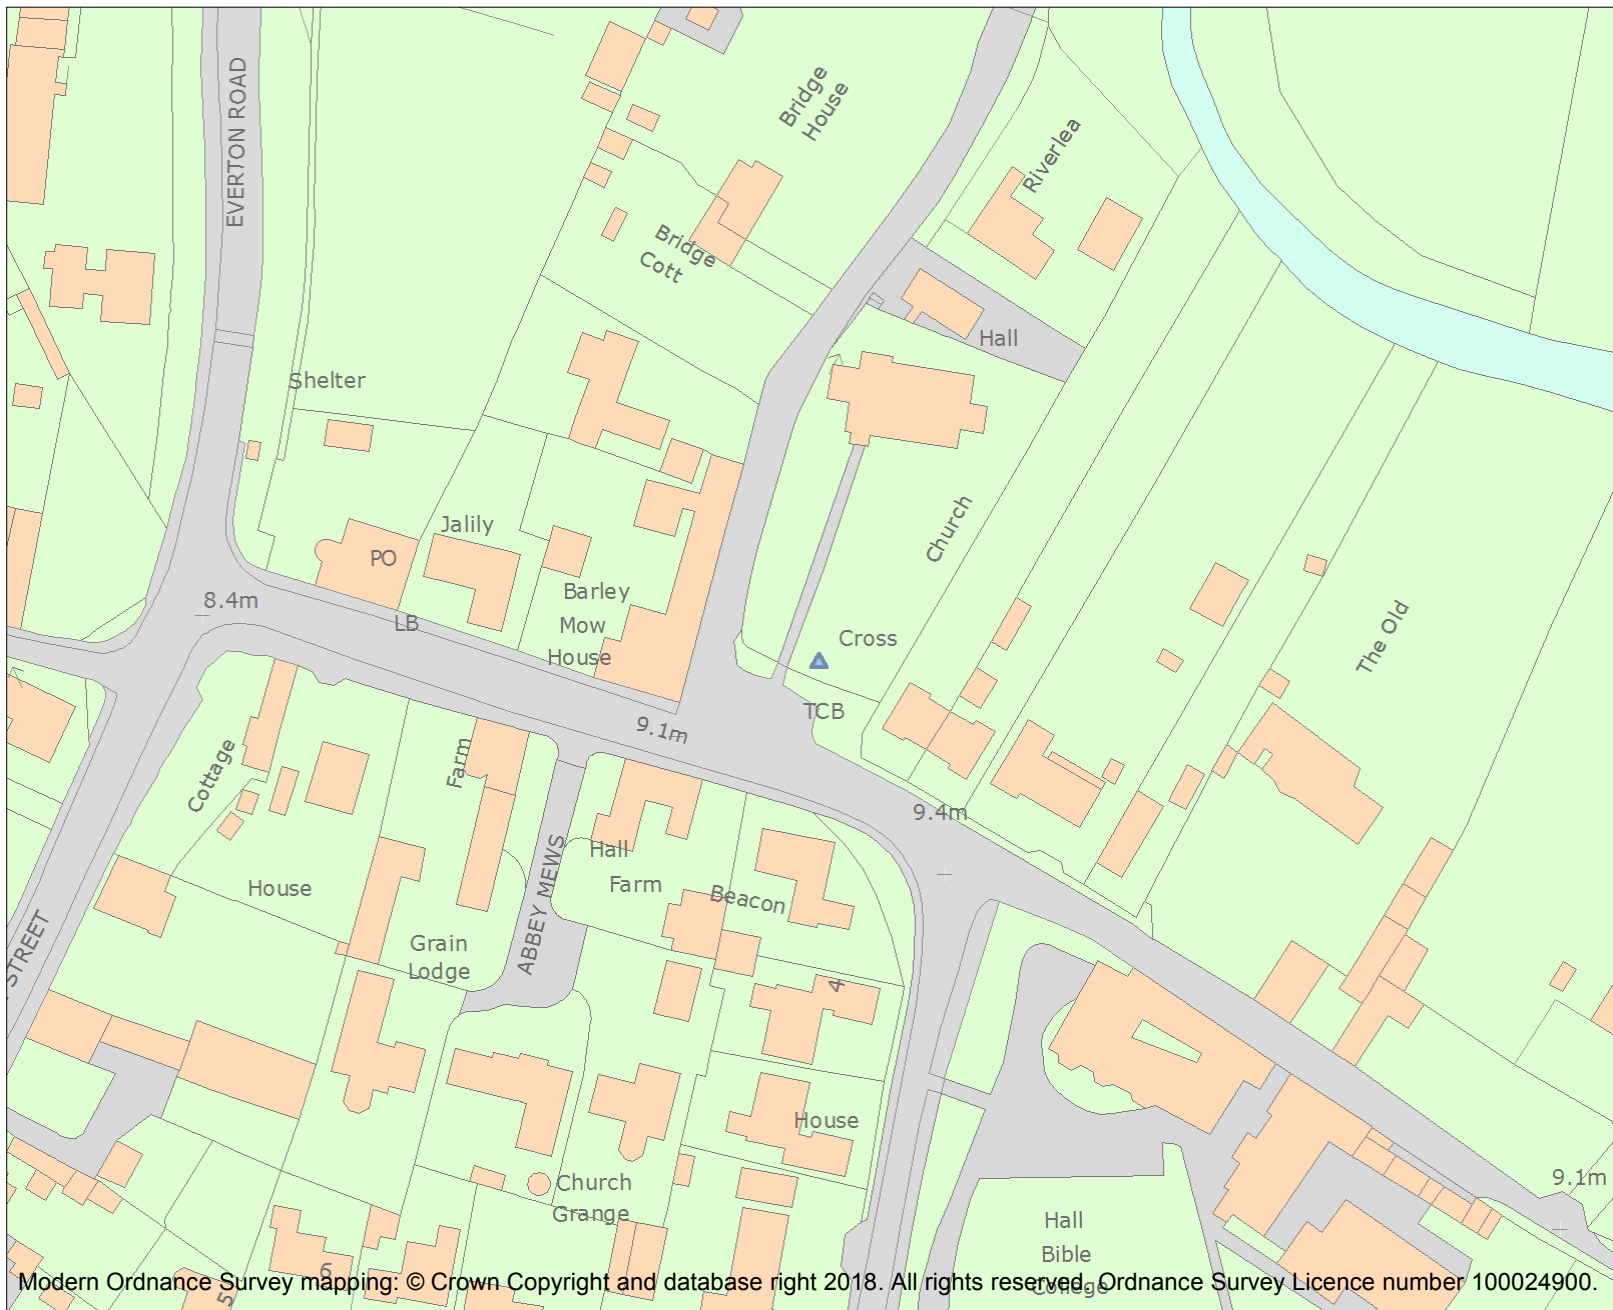 EVERTON ROAD
Bridge
House
Riverlea
Bridge
Cott
Hall
Shelter
Church
Jalily
PO
Barley
Mow
House
8.4m
LB
Cross
The Old
TCB
9.1m
Cottage
Farm
9.4m
Hall
Farm
ABBEY MEWS
House
Beacon
STREET
Grain
Lodge
4
House
Church
Grange
9.1m
Hall
Bible
College
6
5
Modern Ordnance Survey mapping: © Crown Copyright and database right 2018. All rights reserved. Ordnance Survey Licence number 100024900.